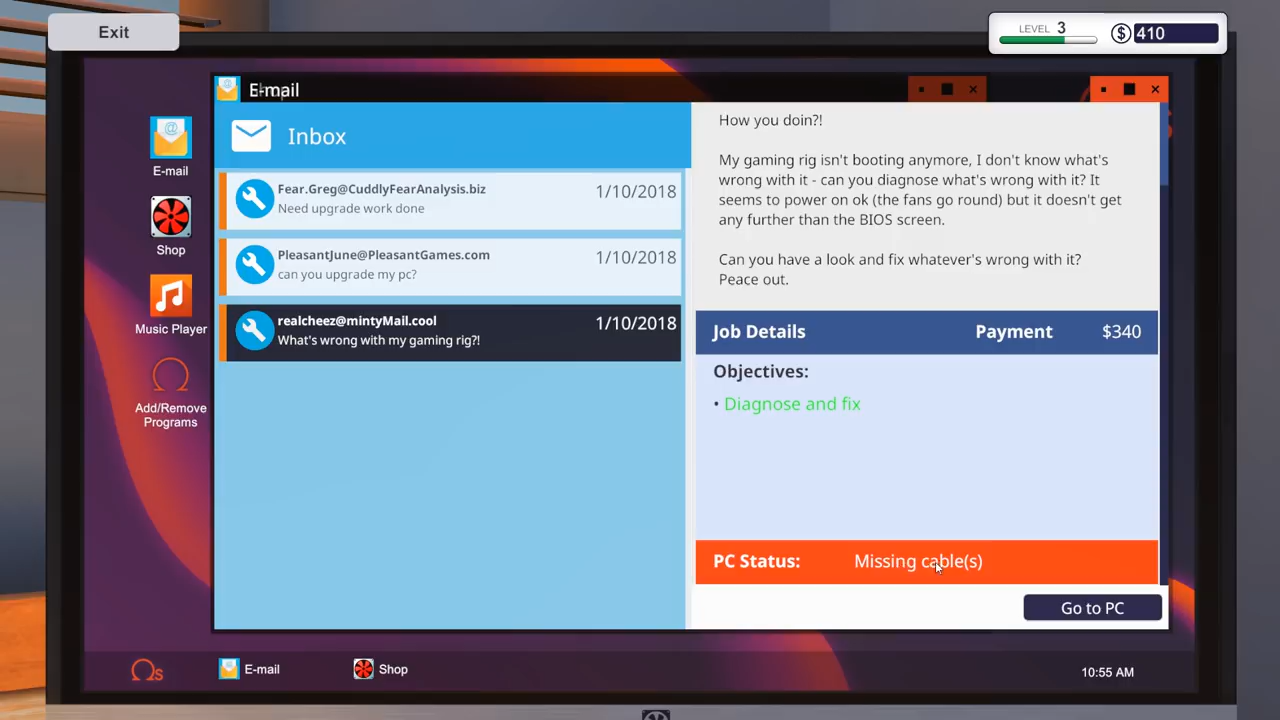 Exit
LEVEL 3
$ 410
E-mail
E-mail
Shop
Music Player
Add/Remove
Programs
Inbox
Fear.Greg@CuddlyFearAnalysis.biz 1/10/2018
Need upgrade work done
PleasantJune@PleasantGames.com 1/10/2018
can you upgrade my pc?
realcheez@mintyMail.cool 1/10/2018
What's wrong with my gaming rig?!
How you doin?!
My gaming rig isn't booting anymore, I don't know what's
wrong with it - can you diagnose what's wrong with it? It
seems to power on ok (the fans go round) but it doesn't get
any further than the BIOS screen.
Can you have a look and fix whatever's wrong with it?
Peace out.
Job Details Payment $340
Objectives:
• Diagnose and fix
PC Status: Missing cable(s)
Go to PC
Ωs E-mail Shop 10:55 AM